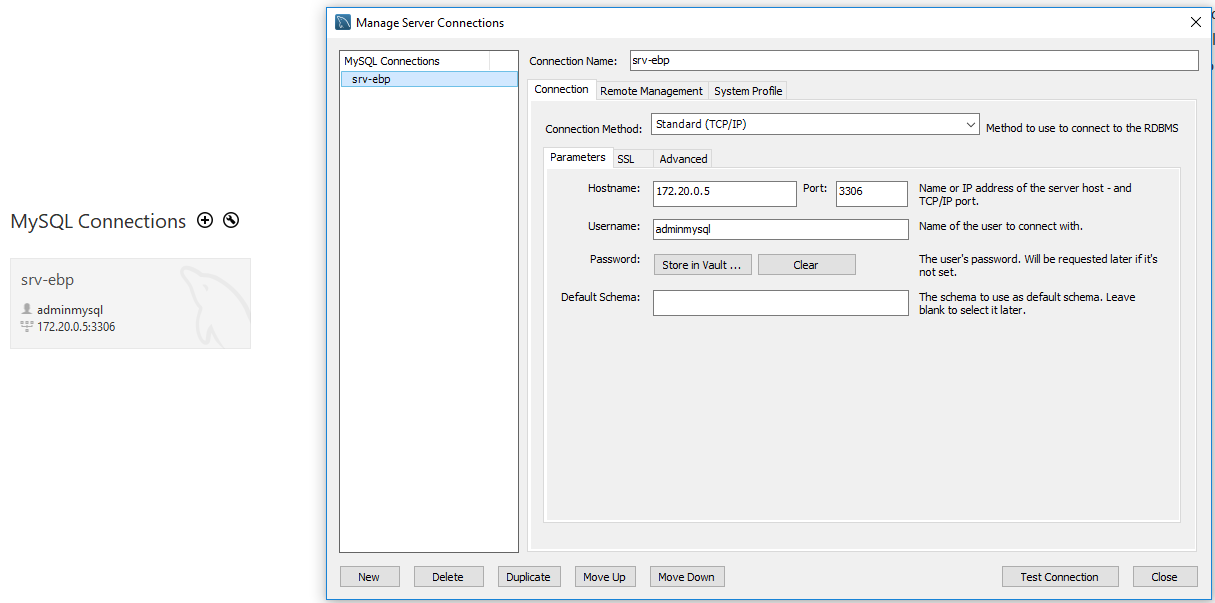 MySQL Connections
srv-ebp
adminmysql
172.20.0.5:3306
Manage Server Connections
MySQL Connections
srv-ebp
Connection Name: srv-ebp
Connection Remote Management System Profile
Connection Method: Standard (TCP/IP) Method to use to connect to the RDBMS
Parameters SSL Advanced
Hostname: 172.20.0.5 Port: 3306 Name or IP address of the server host - and
TCP/IP port.
Username: adminmysql Name of the user to connect with.
Password: Store in Vault ... Clear The user's password. Will be requested later if it's
not set.
Default Schema: The schema to use as default schema. Leave
blank to select it later.
New Delete Duplicate Move Up Move Down Test Connection Close